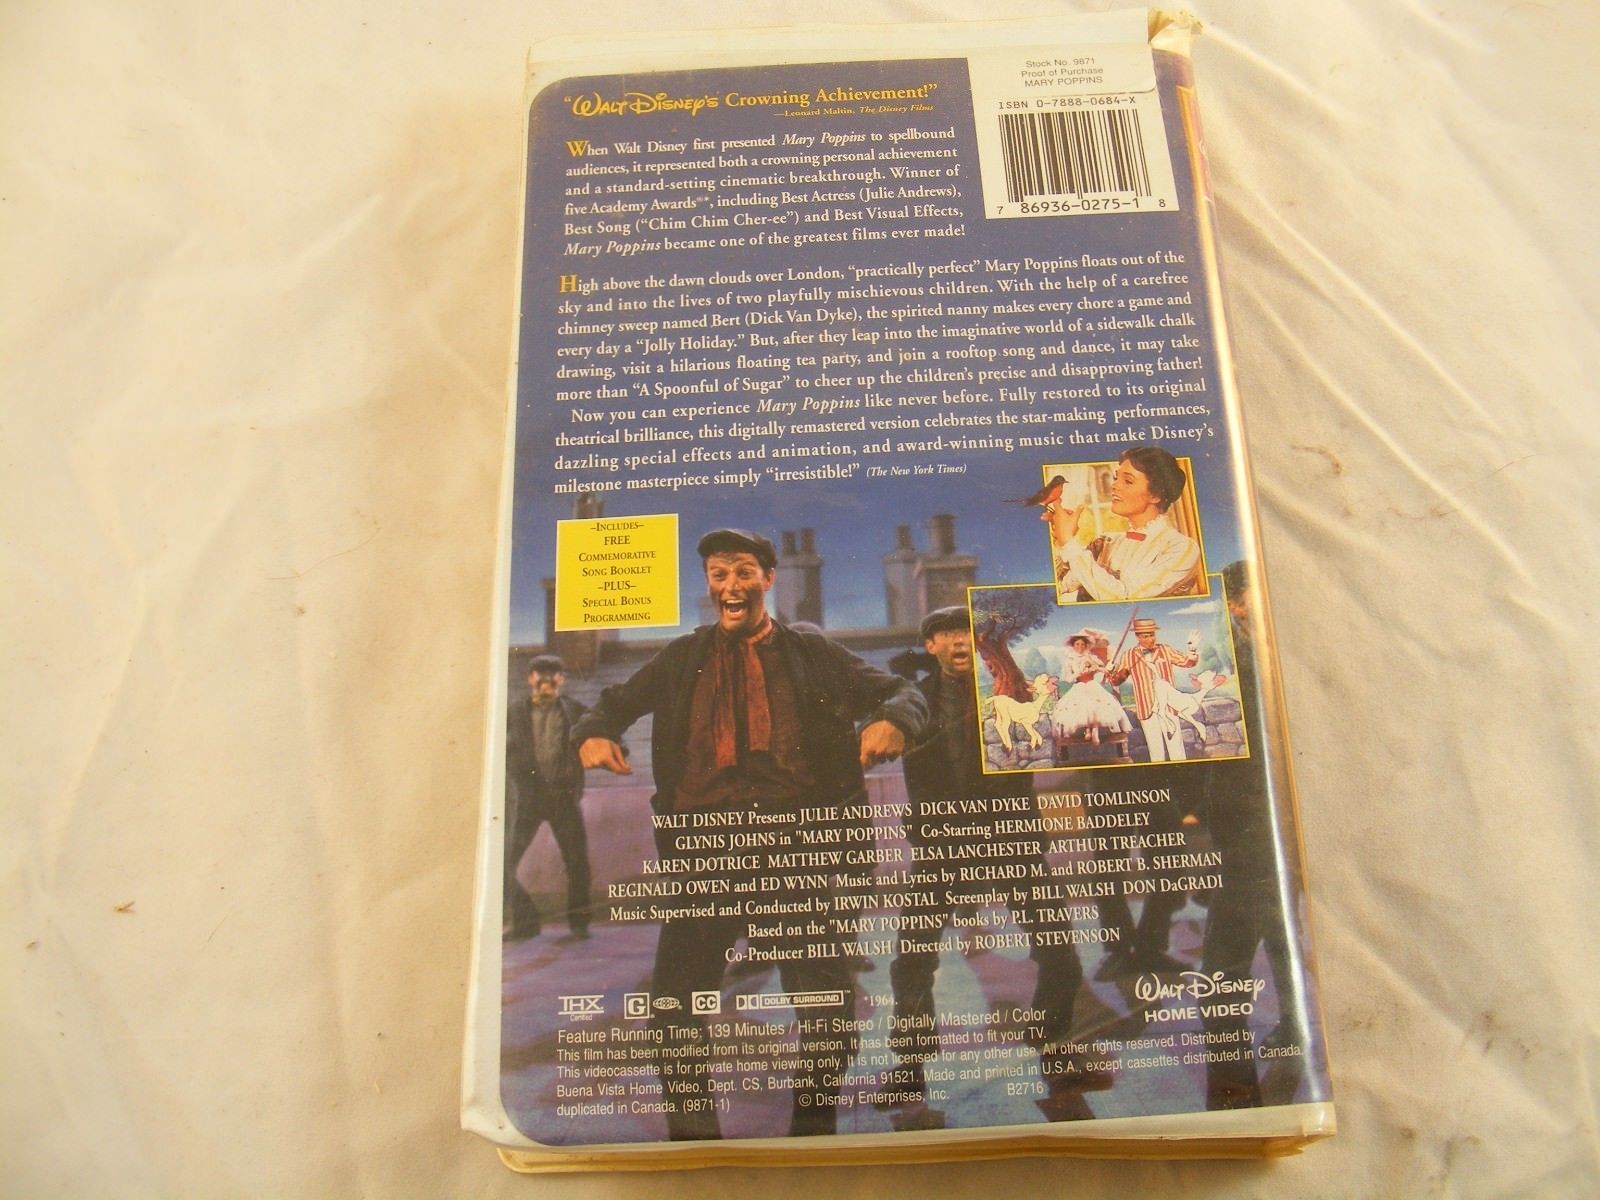 Stock No. 9871
Proof of Purchase
MARY POPPINS
ISBN 0-7888-0684-X
7 86936-0275-1 8
"WALT DISNEY'S Crowning Achievement!"
—Leonard Maltin, The Disney Films
When Walt Disney first presented Mary Poppins to spellbound
audiences, it represented both a crowning personal achievement
and a standard-setting cinematic breakthrough. Winner of
five Academy Awards®*, including Best Actress (Julie Andrews),
Best Song ("Chim Chim Cher-ee") and Best Visual Effects,
Mary Poppins became one of the greatest films ever made!
High above the dawn clouds over London, "practically perfect" Mary Poppins floats out of the
sky and into the lives of two playfully mischievous children. With the help of a carefree
chimney sweep named Bert (Dick Van Dyke), the spirited nanny makes every chore a game and
every day a "Jolly Holiday." But, after they leap into the imaginative world of a sidewalk chalk
drawing, visit a hilarious floating tea party, and join a rooftop song and dance, it may take
more than "A Spoonful of Sugar" to cheer up the children's precise and disapproving father!
Now you can experience Mary Poppins like never before. Fully restored to its original
theatrical brilliance, this digitally remastered version celebrates the star-making performances,
dazzling special effects and animation, and award-winning music that make Disney's
milestone masterpiece simply "irresistible!" (The New York Times)
–INCLUDES–
FREE
COMMEMORATIVE
SONG BOOKLET
–PLUS–
SPECIAL BONUS
PROGRAMMING
WALT DISNEY Presents JULIE ANDREWS DICK VAN DYKE DAVID TOMLINSON
GLYNIS JOHNS in "MARY POPPINS" Co-Starring HERMIONE BADDELEY
KAREN DOTRICE MATTHEW GARBER ELSA LANCHESTER ARTHUR TREACHER
REGINALD OWEN and ED WYNN Music and Lyrics by RICHARD M. and ROBERT B. SHERMAN
Music Supervised and Conducted by IRWIN KOSTAL Screenplay by BILL WALSH DON DaGRADI
Based on the "MARY POPPINS" books by P.L. TRAVERS
Co-Producer BILL WALSH Directed by ROBERT STEVENSON
WALT DISNEY
HOME VIDEO
THX G CC DOLBY SURROUND™ *1964.
Certified
Feature Running Time: 139 Minutes / Hi-Fi Stereo / Digitally Mastered / Color
This film has been modified from its original version. It has been formatted to fit your TV.
This videocassette is for private home viewing only. It is not licensed for any other use. All other rights reserved. Distributed by
Buena Vista Home Video, Dept. CS, Burbank, California 91521. Made and printed in U.S.A., except cassettes distributed in Canada,
duplicated in Canada. (9871-1) © Disney Enterprises, Inc. B2716